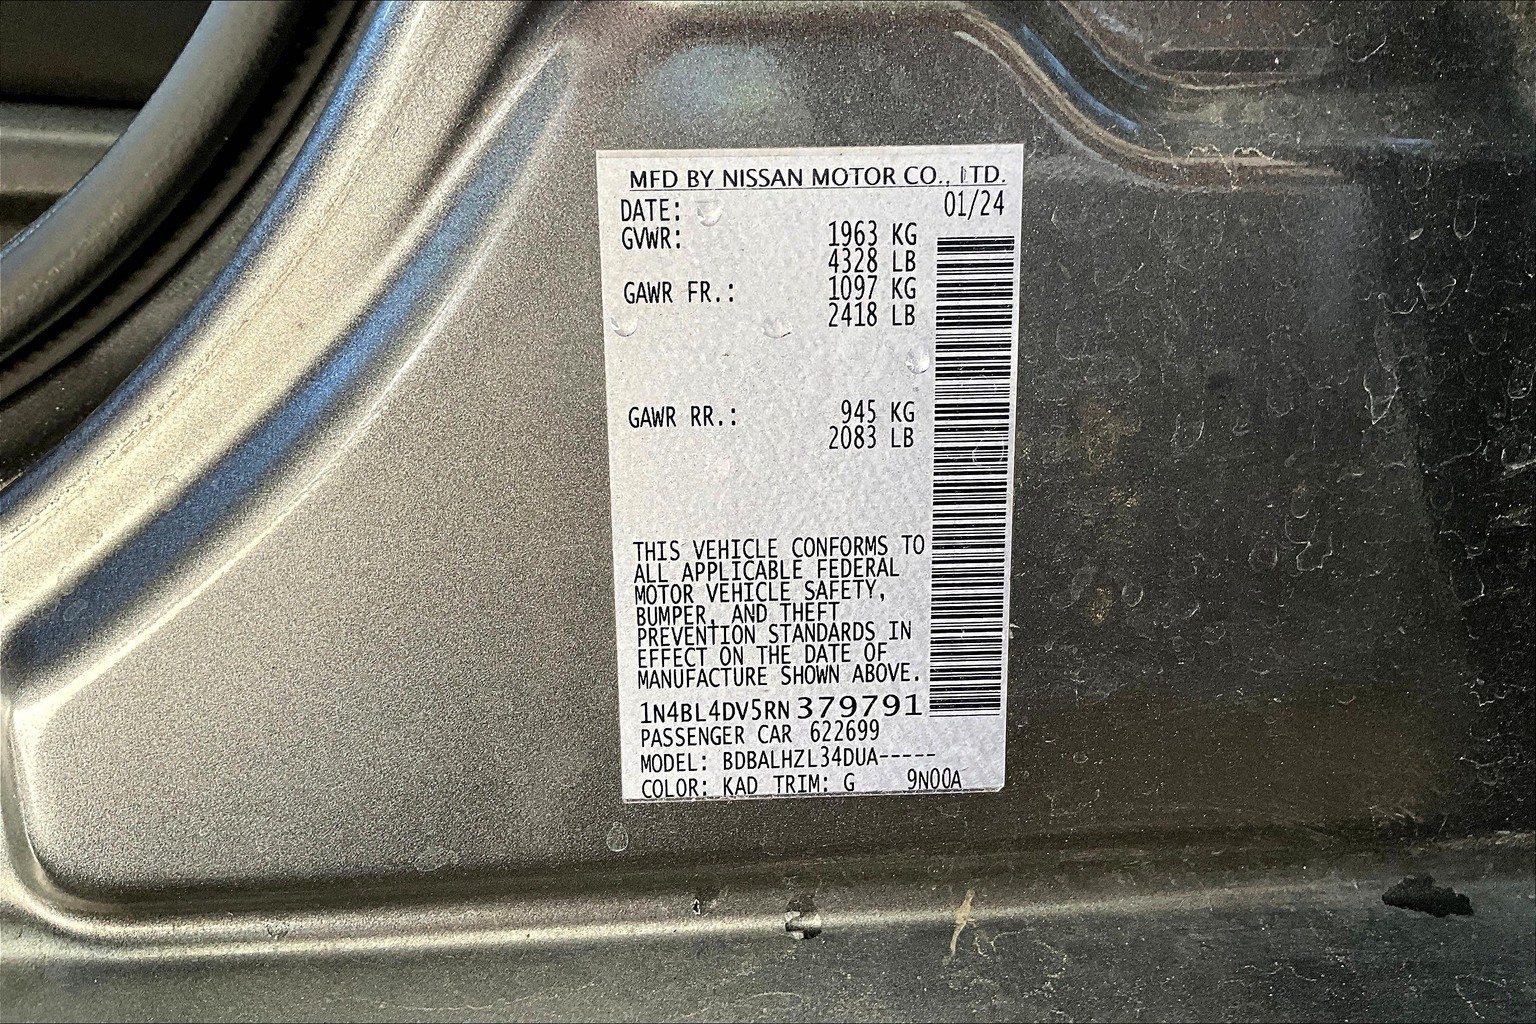 MFD BY NISSAN MOTOR CO., LTD.
DATE: 01/24
GVWR: 1963 KG
4328 LB
GAWR FR.: 1097 KG
2418 LB
GAWR RR.: 945 KG
2083 LB
THIS VEHICLE CONFORMS TO
ALL APPLICABLE FEDERAL
MOTOR VEHICLE SAFETY,
BUMPER, AND THEFT
PREVENTION STANDARDS IN
EFFECT ON THE DATE OF
MANUFACTURE SHOWN ABOVE.
1N4BL4DV5RN379791
PASSENGER CAR 622699
MODEL: BDBALHZL34DUA-----
COLOR: KAD TRIM: G 9N00A